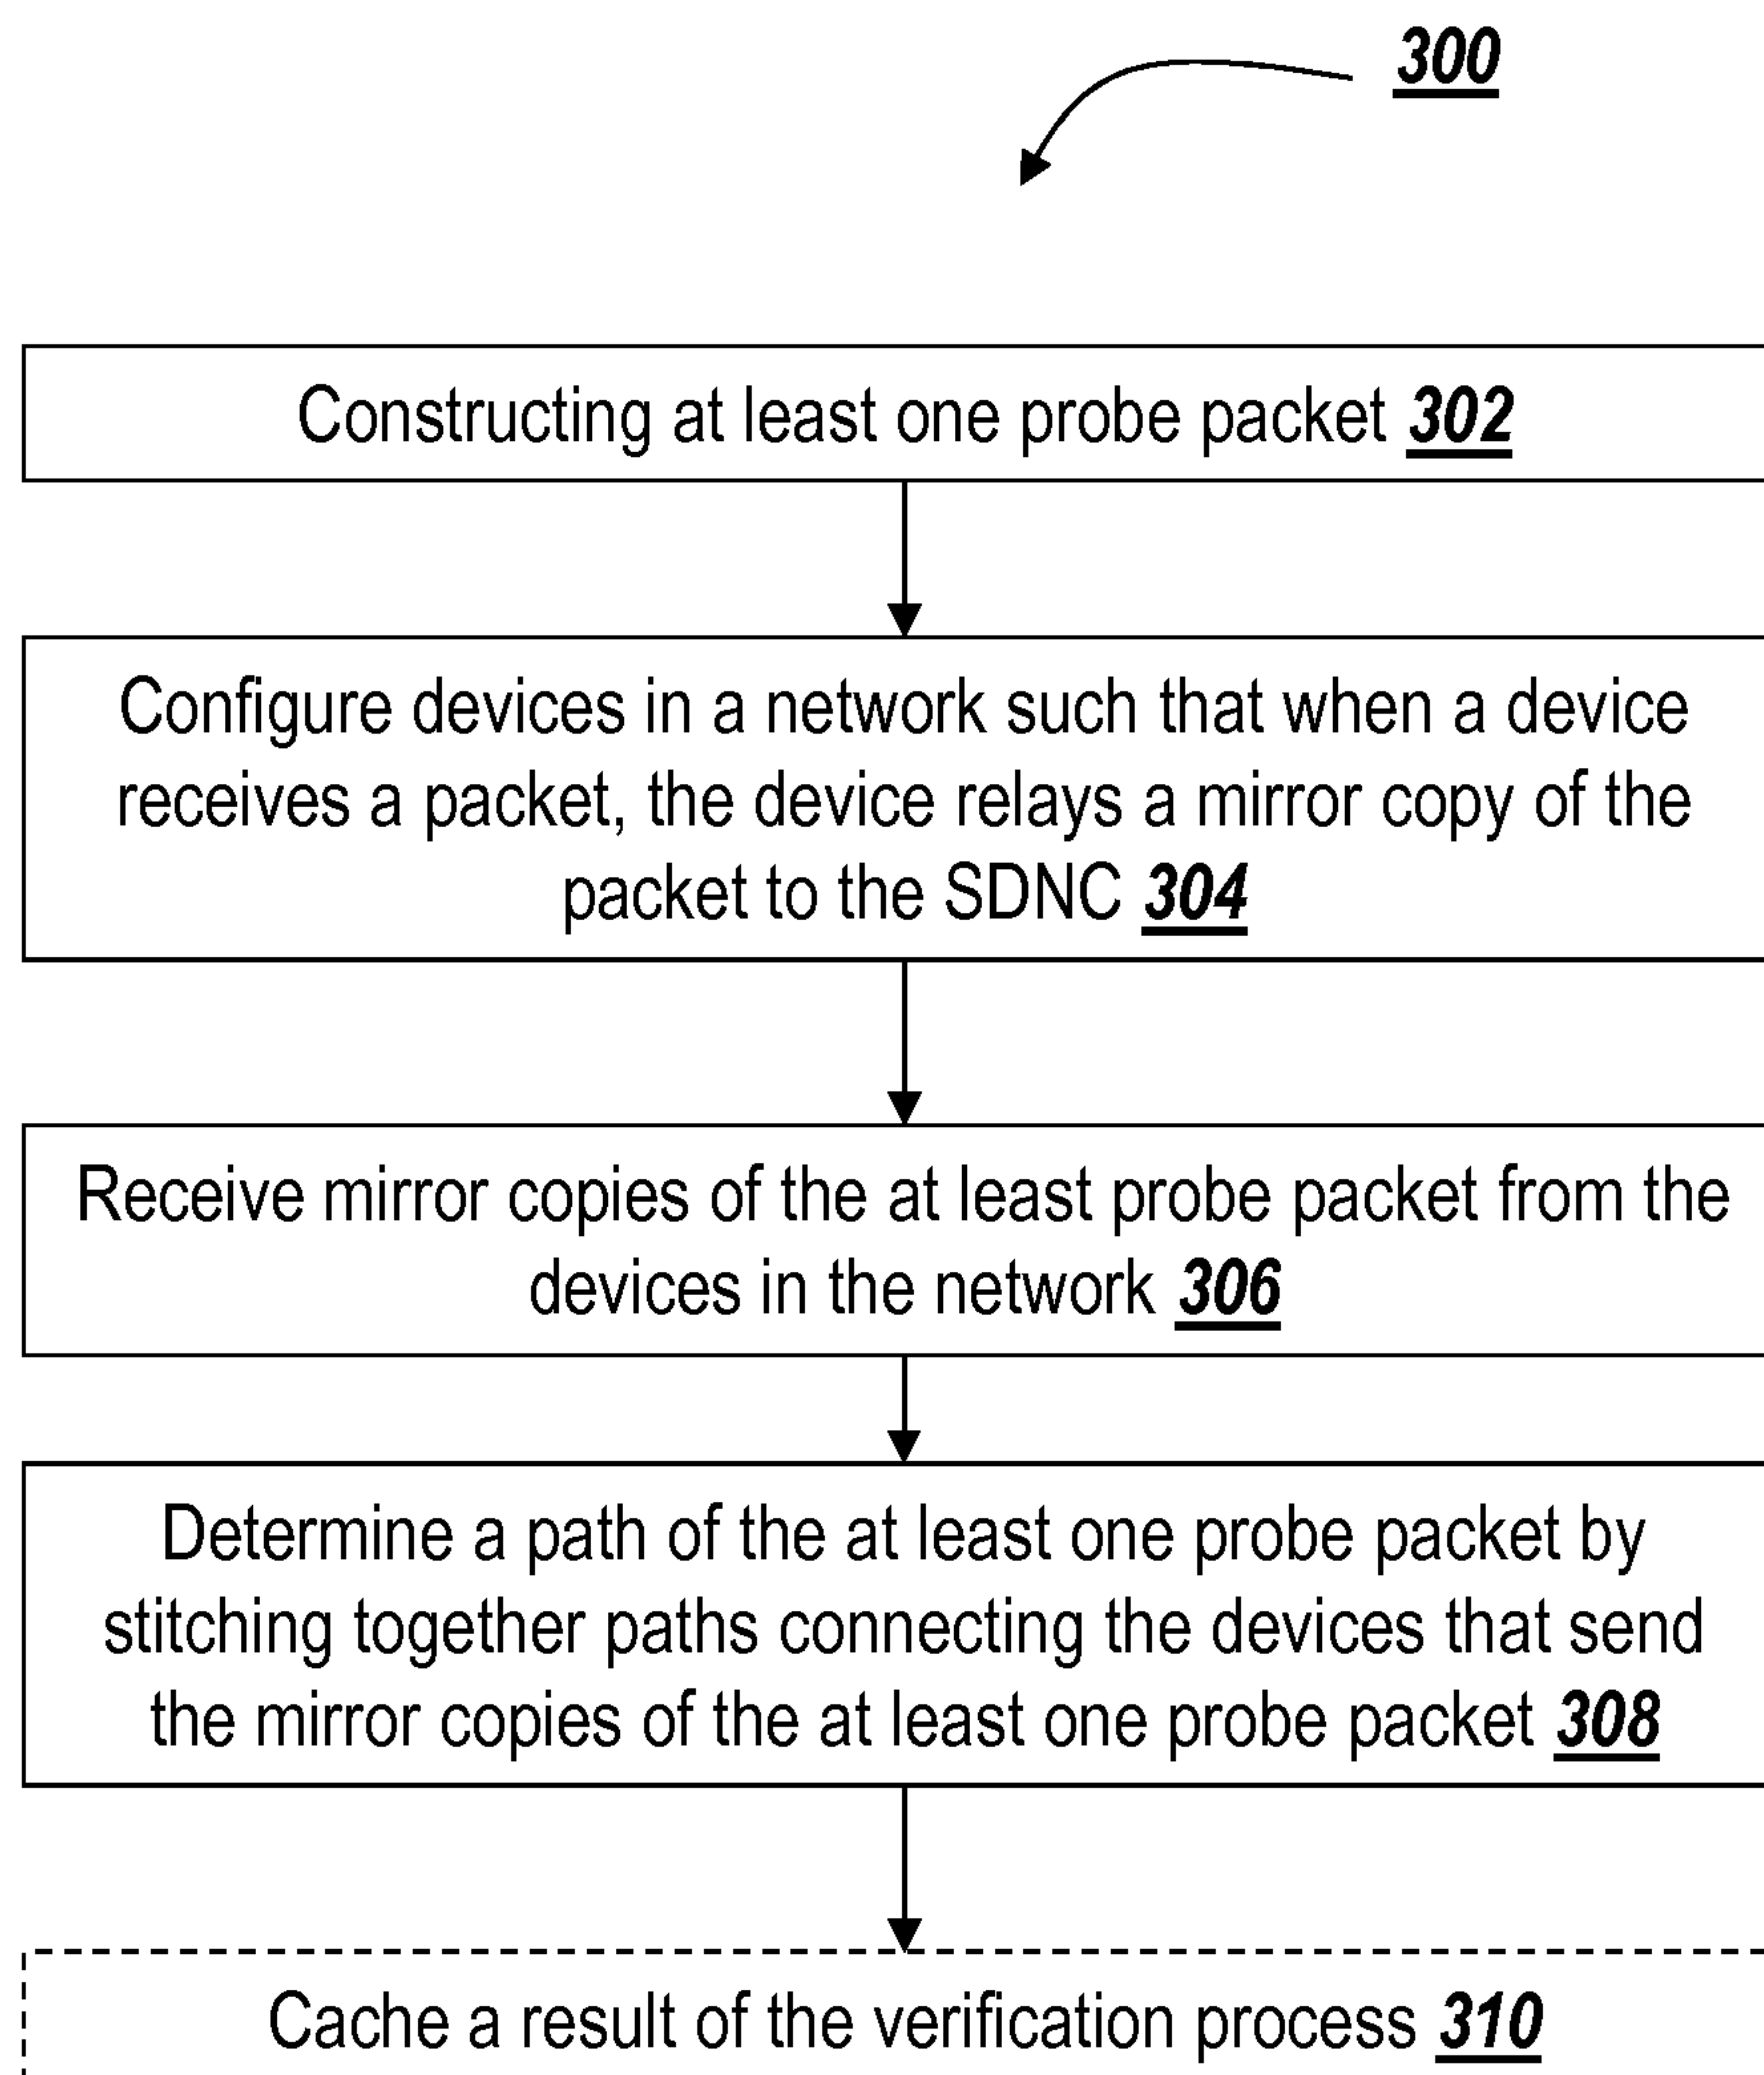 300
Constructing at least one probe packet 302
Configure devices in a network such that when a device
receives a packet, the device relays a mirror copy of the
packet to the SDNC 304
Receive mirror copies of the at least probe packet from the
devices in the network 306
Determine a path of the at least one probe packet by
stitching together paths connecting the devices that send
the mirror copies of the at least one probe packet 308
Cache a result of the verification process 310